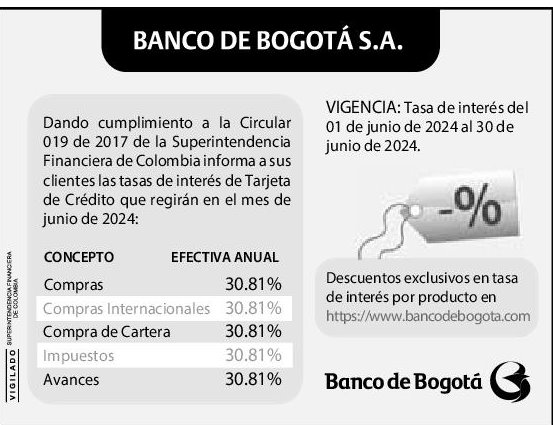 BANCO DE BOGOTÁ S.A.
Dando cumplimiento a la Circular
019 de 2017 de la Superintendencia
Financiera de Colombia informa a sus
clientes las tasas de interés de Tarjeta
de Crédito que regirán en el mes de
junio de 2024:
CONCEPTO EFECTIVA ANUAL
Compras 30.81%
Compras Internacionales 30.81%
Compra de Cartera 30.81%
Impuestos 30.81%
Avances 30.81%
VIGENCIA: Tasa de interés del
01 de junio de 2024 al 30 de
junio de 2024.
-%
Descuentos exclusivos en tasa
de interés por producto en
https://www.bancodebogota.com
Banco de Bogotá
VIGILADO SUPERINTENDENCIA FINANCIERA
DE COLOMBIA